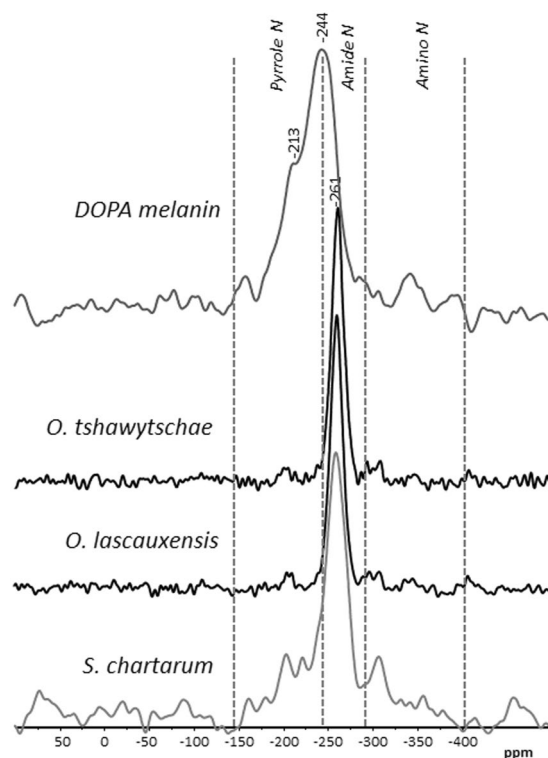 -244
Pyrrole N
Amide N
Amino N
-213
-261
DOPA melanin
O. tshawytschae
O. lascauxensis
S. chartarum
50 0 -50 -100 -150 -200 -250 -300 -350 -400
ppm